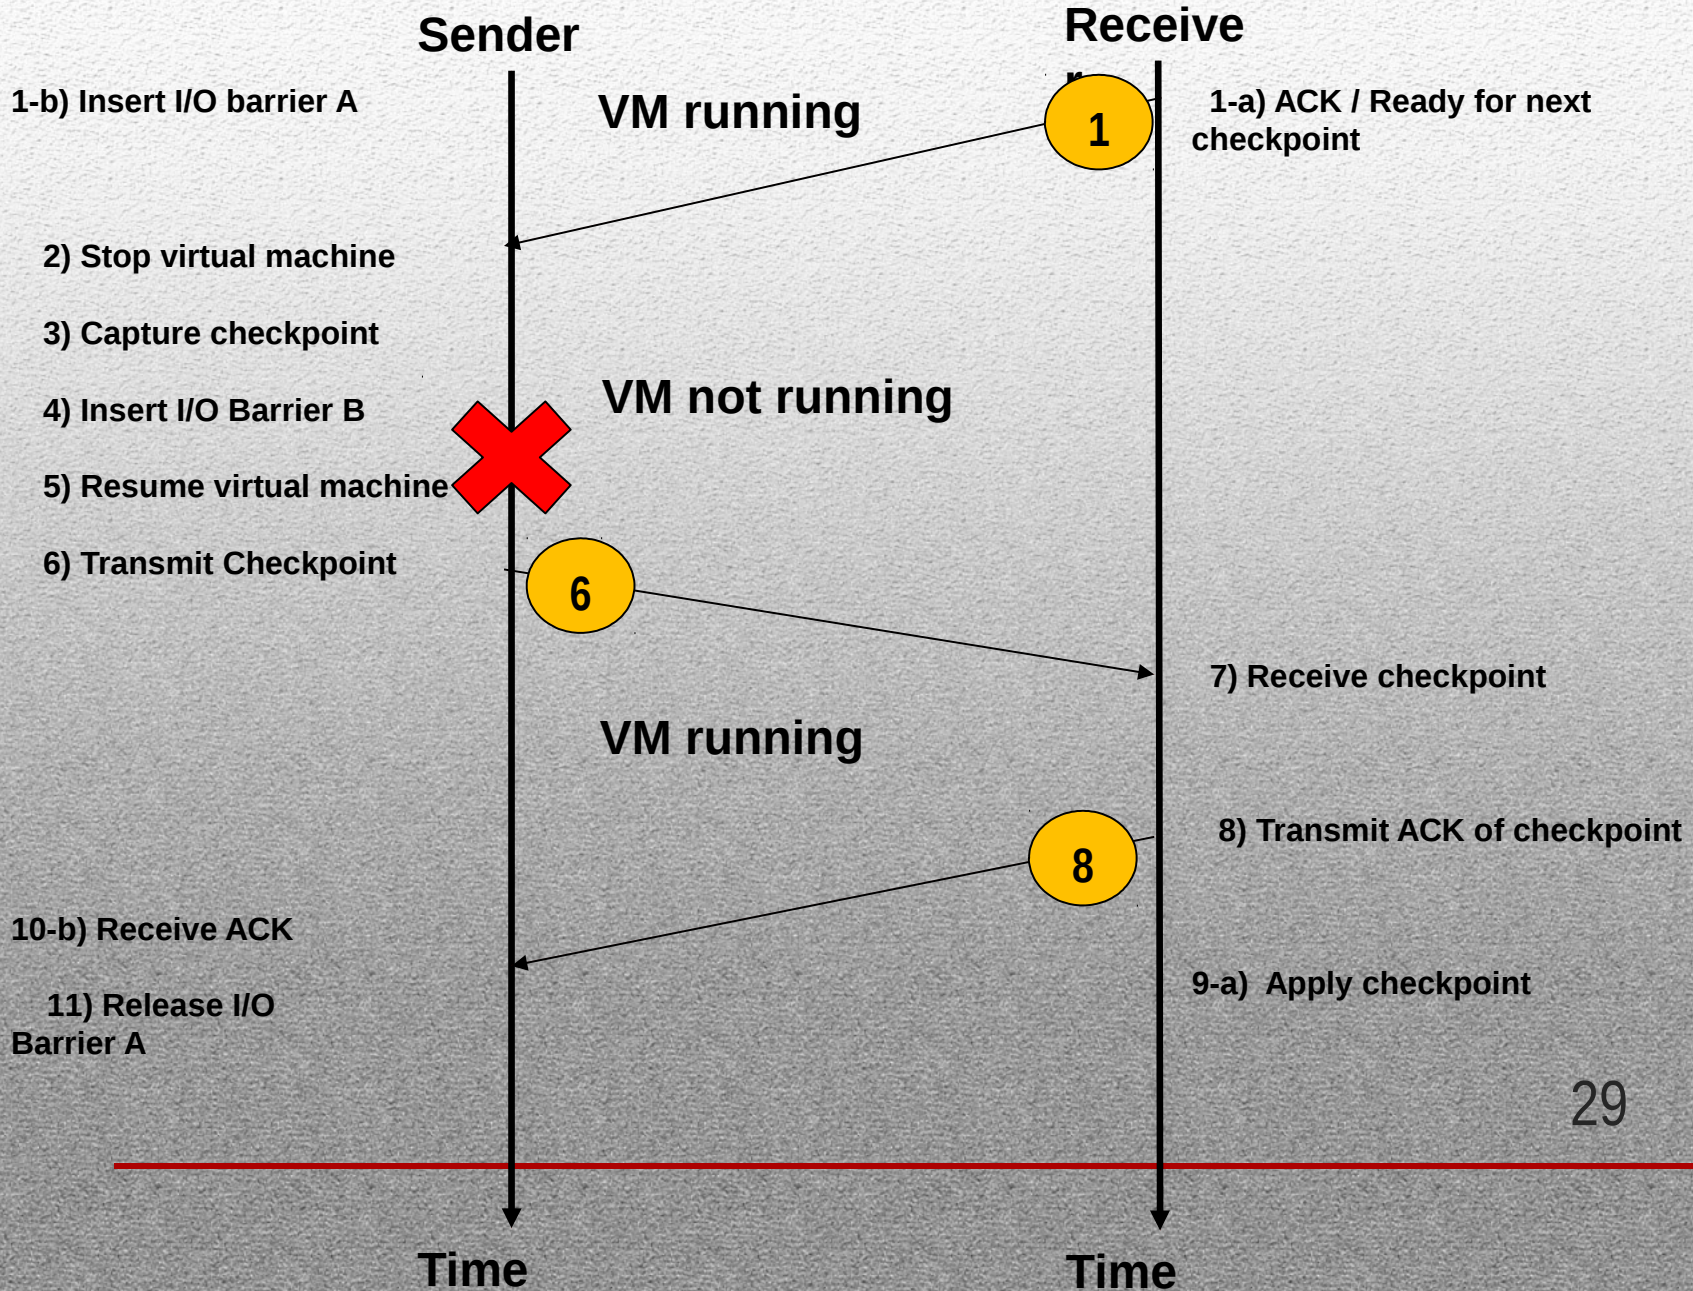 Sender
Receive
r
1-b) Insert I/O barrier A
VM running
1
1-a) ACK / Ready for next
checkpoint
2) Stop virtual machine
3) Capture checkpoint
VM not running
4) Insert I/O Barrier B
5) Resume virtual machine
6) Transmit Checkpoint
6
7) Receive checkpoint
VM running
8) Transmit ACK of checkpoint
8
10-b) Receive ACK
9-a) Apply checkpoint
11) Release I/O
Barrier A
29
Time
Time